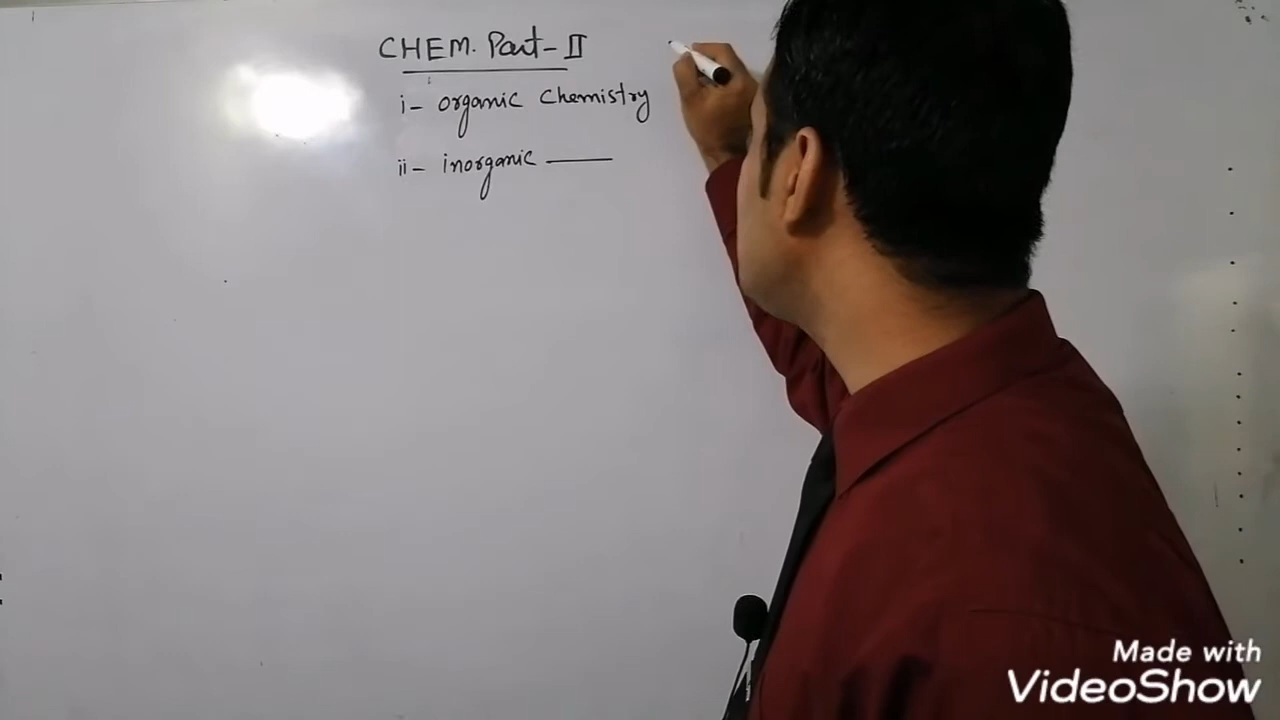 CHEM. Part-II
i- organic Chemistry
ii- inorganic ——
Made with
VideoShow